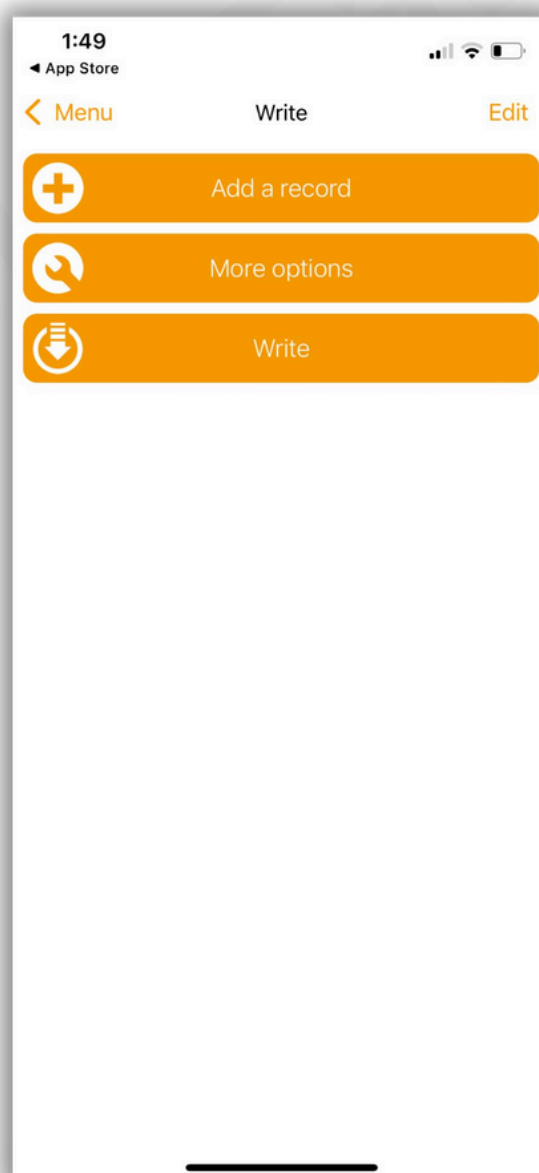 1:49
◄ App Store
Menu
Write
Edit
Add a record
More options
Write